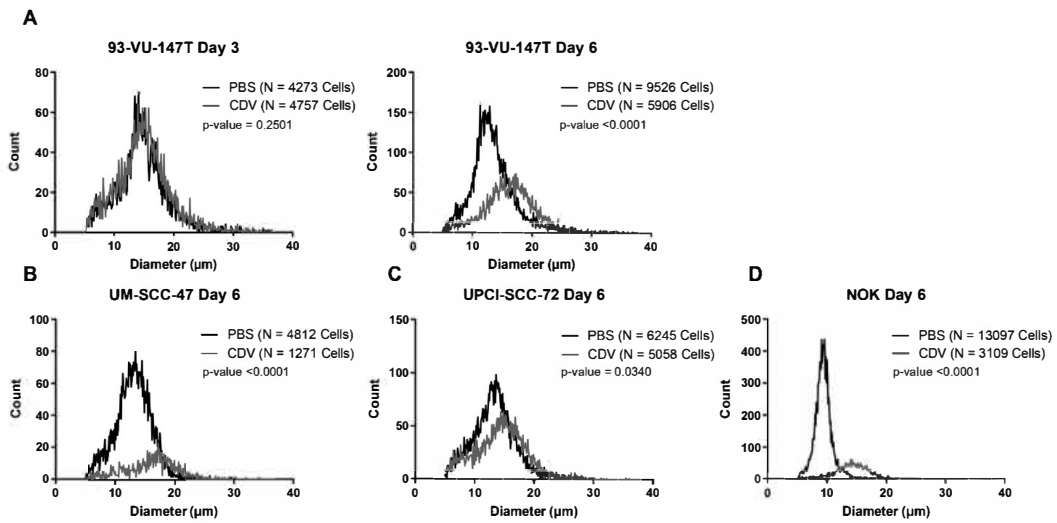 A
93-VU-147T Day 3
80
60
40
20
0
Count
PBS (N = 4273 Cells)
CDV (N = 4757 Cells)
p-value = 0.2501
0 10 20 30 40
Diameter (µm)
93-VU-147T Day 6
200
150
100
50
0
Count
PBS (N = 9526 Cells)
CDV (N = 5906 Cells)
p-value <0.0001
0 10 20 30 40
Diameter (µm)
B
UM-SCC-47 Day 6
100
80
60
40
20
0
Count
PBS (N = 4812 Cells)
CDV (N = 1271 Cells)
p-value <0.0001
0 10 20 30 40
Diameter (µm)
C
UPCI-SCC-72 Day 6
150
100
50
0
Count
PBS (N = 6245 Cells)
CDV (N = 5058 Cells)
p-value = 0.0340
0 10 20 30 40
Diameter (µm)
D
NOK Day 6
500
400
300
200
100
0
Count
PBS (N = 13097 Cells)
CDV (N = 3109 Cells)
p-value <0.0001
0 10 20 30 40
Diameter (µm)